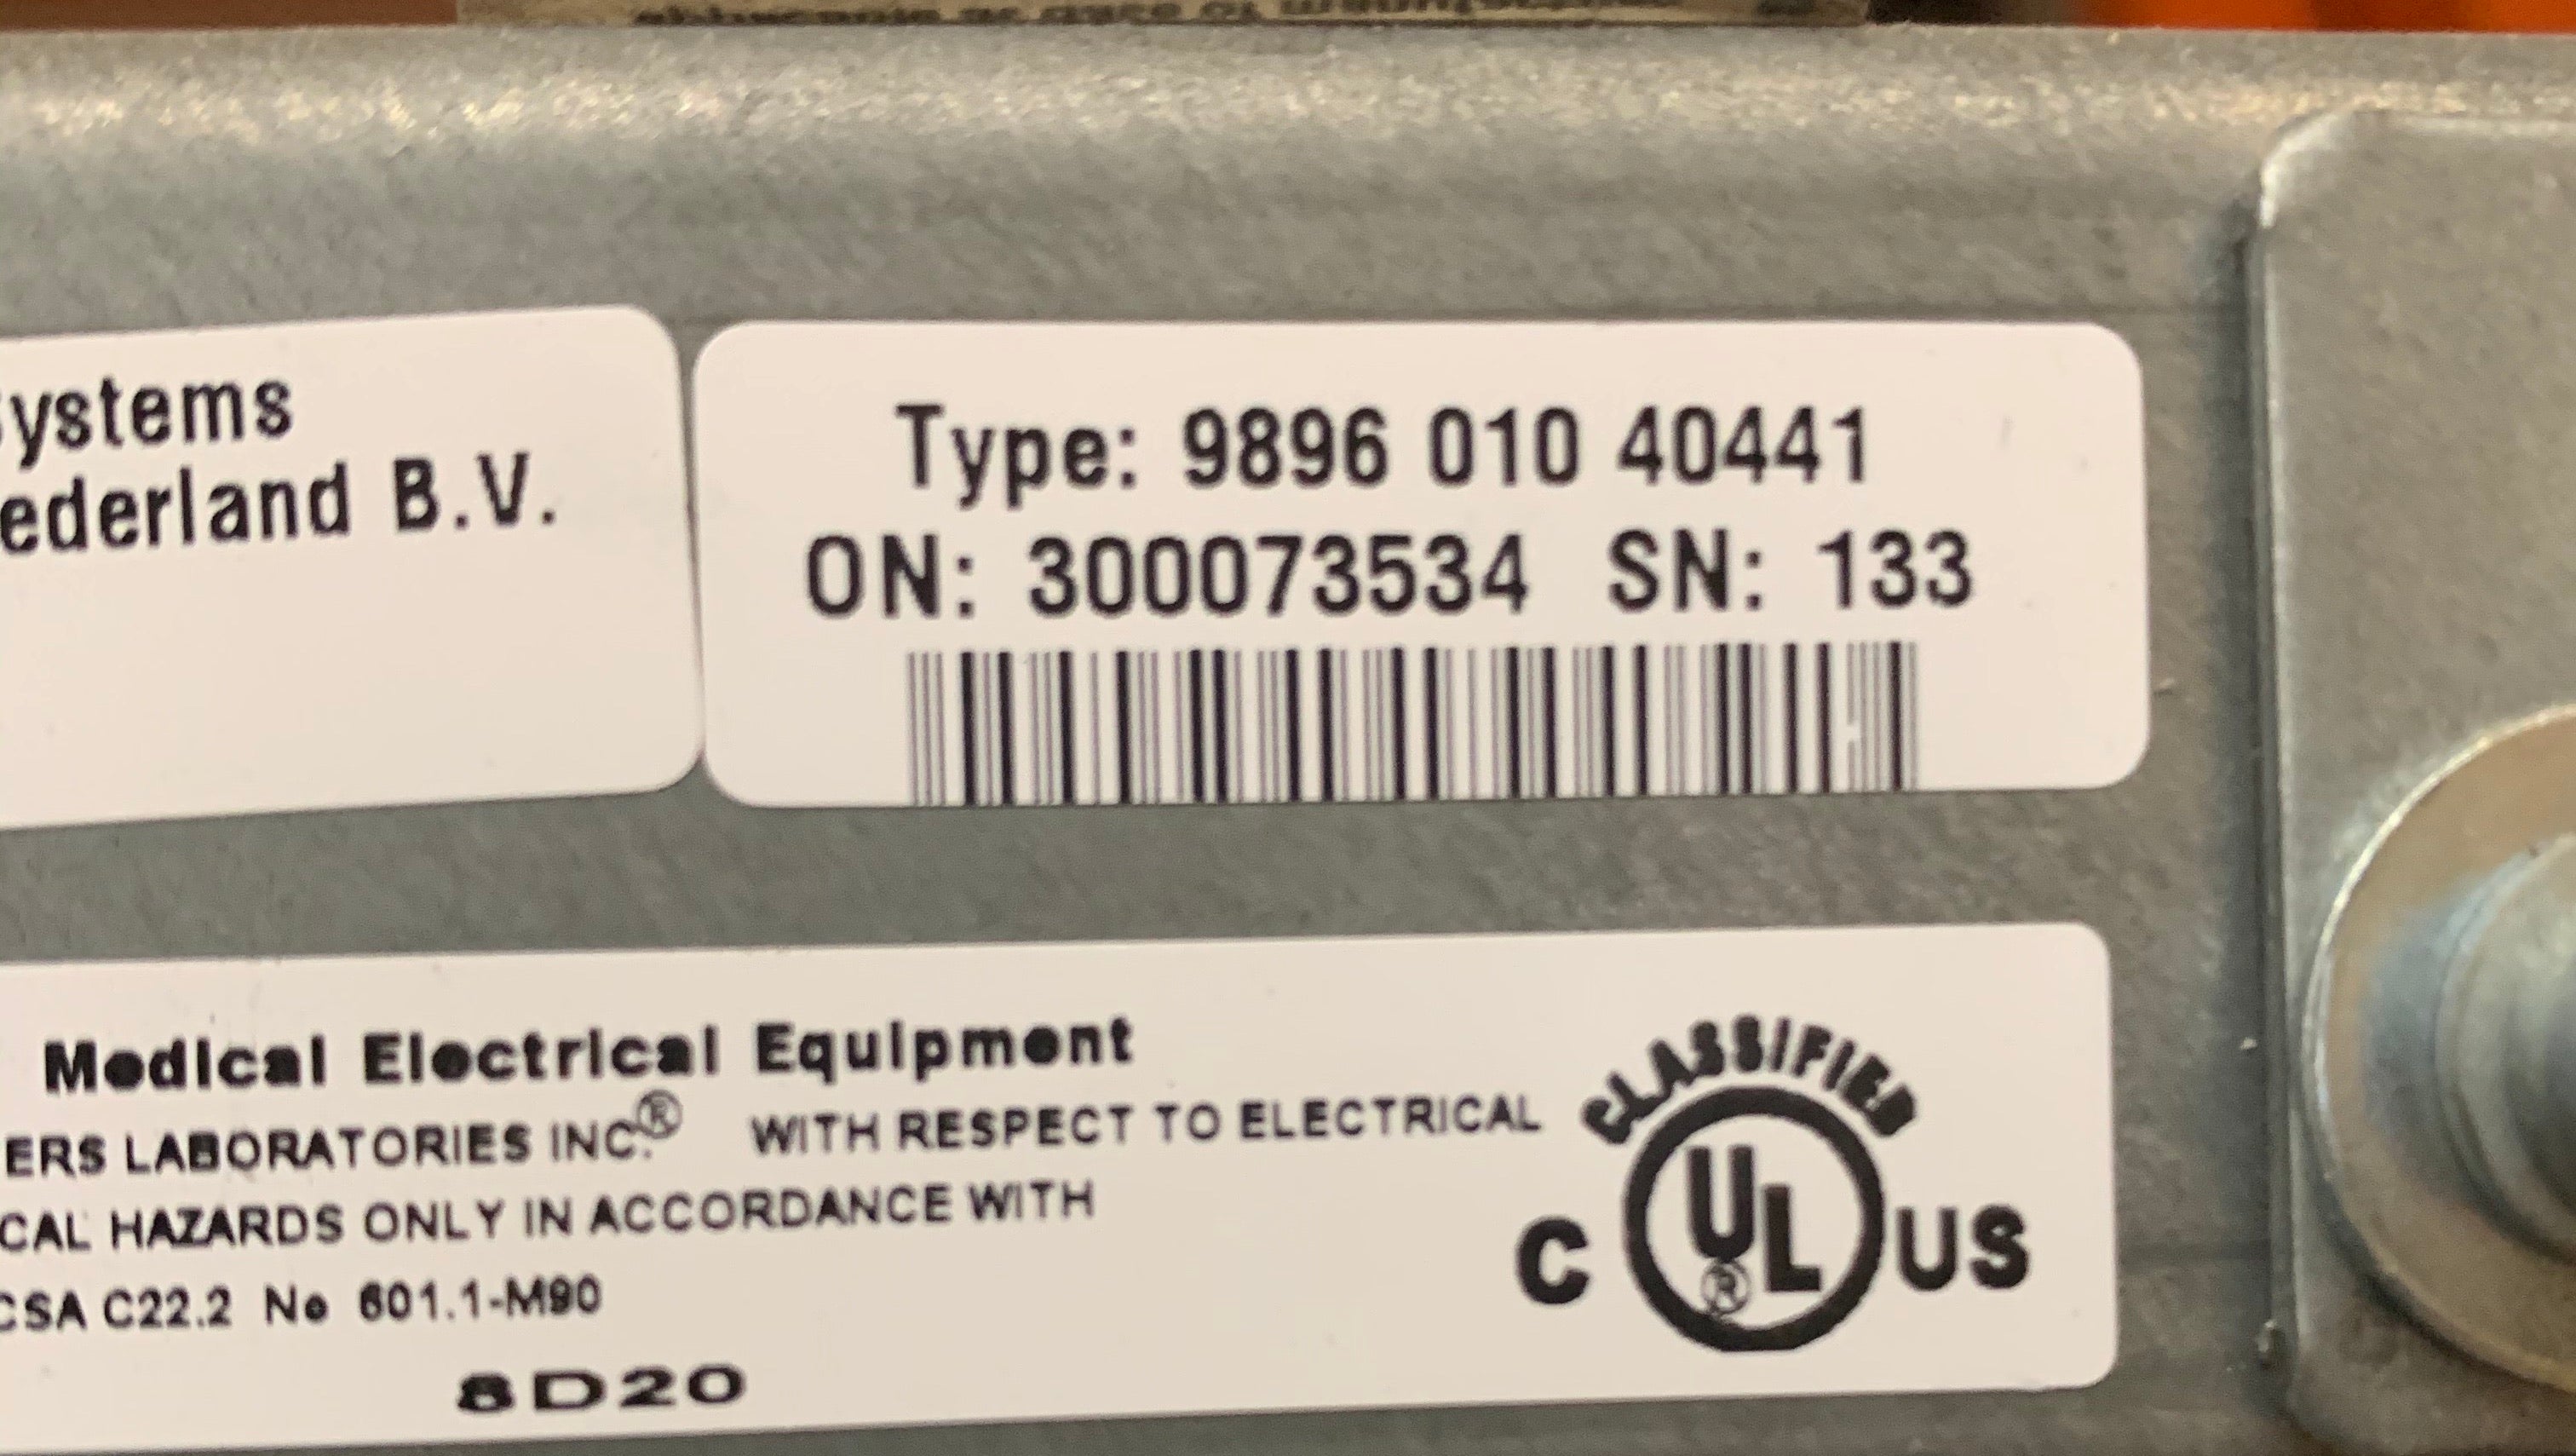 ystems
ederland B.V.
Type: 9896 010 40441
ON: 300073534 SN: 133
Medical Electrical Equipment
ERS LABORATORIES INC.® WITH RESPECT TO ELECTRICAL
CAL HAZARDS ONLY IN ACCORDANCE WITH
CSA C22.2 No 601.1-M90
8D20
CLASSIFIED
C UL® US